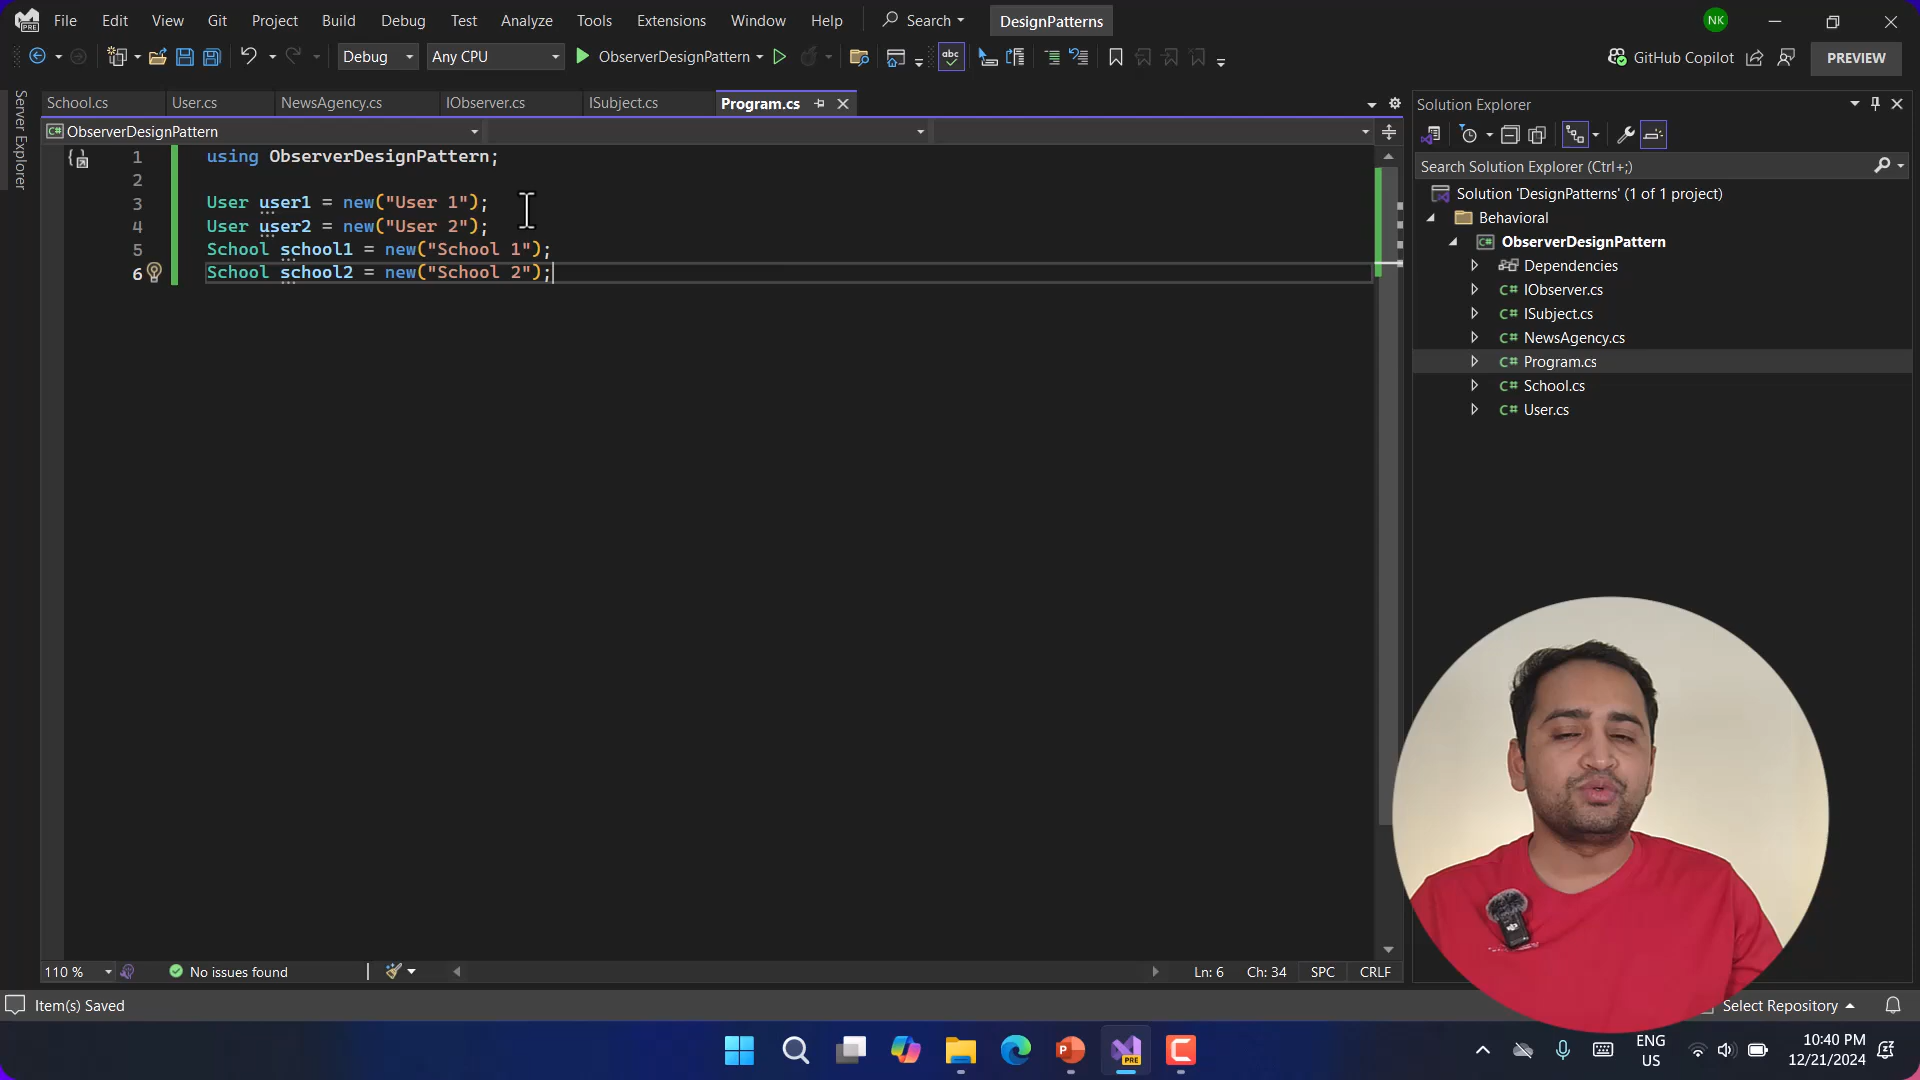 File Edit View Git Project Build Debug Test Analyze Tools Extensions Window Help Search DesignPatterns NK
Debug Any CPU ObserverDesignPattern abc GitHub Copilot PREVIEW
Server Explorer
School.cs User.cs NewsAgency.cs IObserver.cs ISubject.cs Program.cs
C# ObserverDesignPattern
1 using ObserverDesignPattern;
2
3 User user1 = new("User 1");
4 User user2 = new("User 2");
5 School school1 = new("School 1");
6 School school2 = new("School 2");
Solution Explorer
Search Solution Explorer (Ctrl+;)
Solution 'DesignPatterns' (1 of 1 project)
Behavioral
C# ObserverDesignPattern
Dependencies
C# IObserver.cs
C# ISubject.cs
C# NewsAgency.cs
C# Program.cs
C# School.cs
C# User.cs
110 % No issues found Ln: 6 Ch: 34 SPC CRLF
Item(s) Saved Select Repository
PRE
ENG
US
10:40 PM
12/21/2024